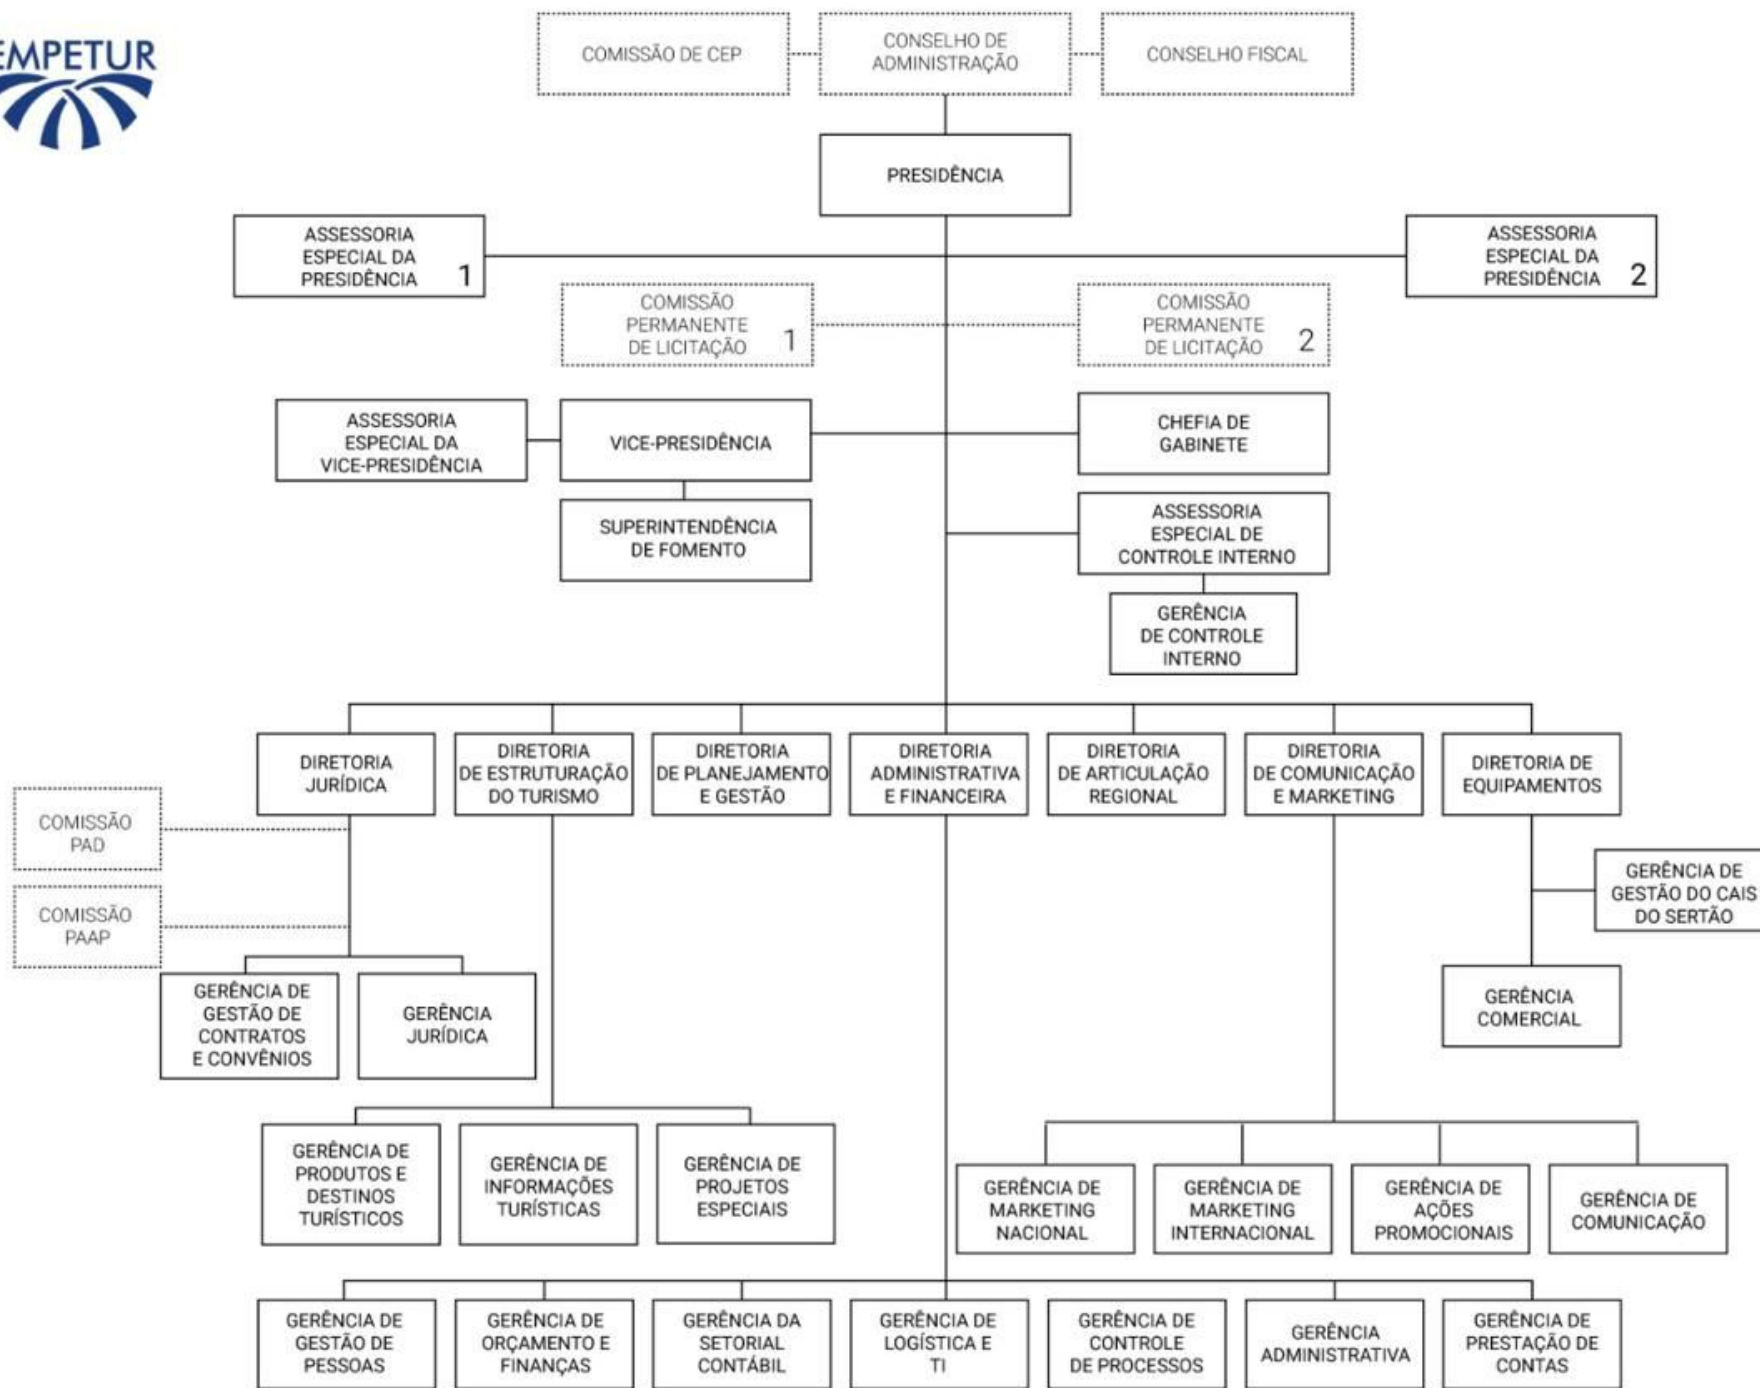 EMPETUR
COMISSÃO DE CEP
CONSELHO DE
ADMINISTRAÇÃO
CONSELHO FISCAL
PRESIDÊNCIA
ASSESSORIA
ESPECIAL DA
PRESIDÊNCIA 1
ASSESSORIA
ESPECIAL DA
PRESIDÊNCIA 2
COMISSÃO
PERMANENTE
DE LICITAÇÃO 1
COMISSÃO
PERMANENTE
DE LICITAÇÃO 2
ASSESSORIA
ESPECIAL DA
VICE-PRESIDÊNCIA
VICE-PRESIDÊNCIA
CHEFIA DE
GABINETE
SUPERINTENDÊNCIA
DE FOMENTO
ASSESSORIA
ESPECIAL DE
CONTROLE INTERNO
GERÊNCIA
DE CONTROLE
INTERNO
DIRETORIA
JURÍDICA
DIRETORIA
DE ESTRUTURAÇÃO
DO TURISMO
DIRETORIA
DE PLANEJAMENTO
E GESTÃO
DIRETORIA
ADMINISTRATIVA
E FINANCEIRA
DIRETORIA
DE ARTICULAÇÃO
REGIONAL
DIRETORIA
DE COMUNICAÇÃO
E MARKETING
DIRETORIA DE
EQUIPAMENTOS
COMISSÃO
PAD
COMISSÃO
PAAP
GERÊNCIA DE
GESTÃO DO CAIS
DO SERTÃO
GERÊNCIA DE
GESTÃO DE
CONTRATOS
E CONVÊNIOS
GERÊNCIA
JURÍDICA
GERÊNCIA
COMERCIAL
GERÊNCIA DE
PRODUTOS E
DESTINOS
TURÍSTICOS
GERÊNCIA DE
INFORMAÇÕES
TURÍSTICAS
GERÊNCIA DE
PROJETOS
ESPECIAIS
GERÊNCIA DE
MARKETING
NACIONAL
GERÊNCIA DE
MARKETING
INTERNACIONAL
GERÊNCIA DE
AÇÕES
PROMOCIONAIS
GERÊNCIA DE
COMUNICAÇÃO
GERÊNCIA DE
GESTÃO DE
PESSOAS
GERÊNCIA DE
ORÇAMENTO E
FINANÇAS
GERÊNCIA DA
SETORIAL
CONTÁBIL
GERÊNCIA DE
LOGÍSTICA E
TI
GERÊNCIA DE
CONTROLE
DE PROCESSOS
GERÊNCIA
ADMINISTRATIVA
GERÊNCIA DE
PRESTAÇÃO DE
CONTAS